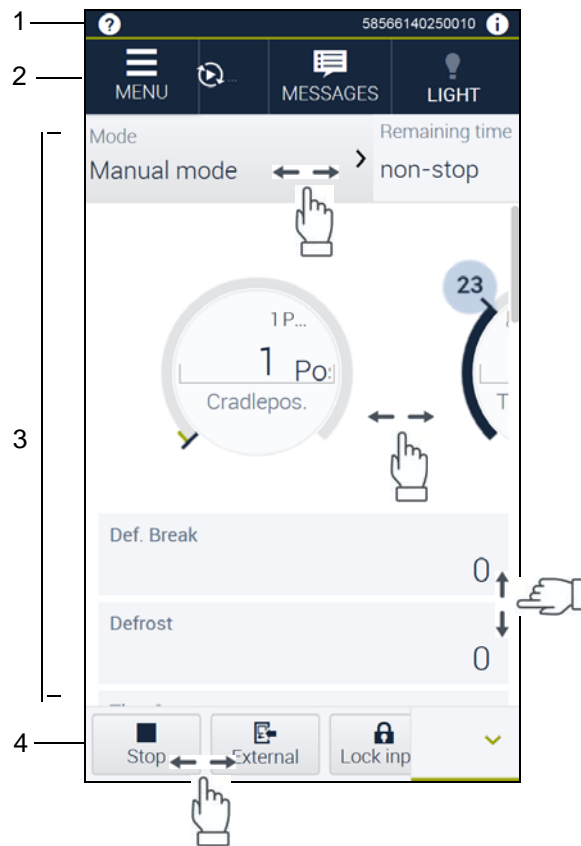 1
? 58566140250010 i
2
MENU ... MESSAGES LIGHT
Mode Remaining time
Manual mode non-stop
23
1 P...
1 Po
Cradlepos. T
3
Def. Break
0
Defrost
0
4
Stop External Lock inp